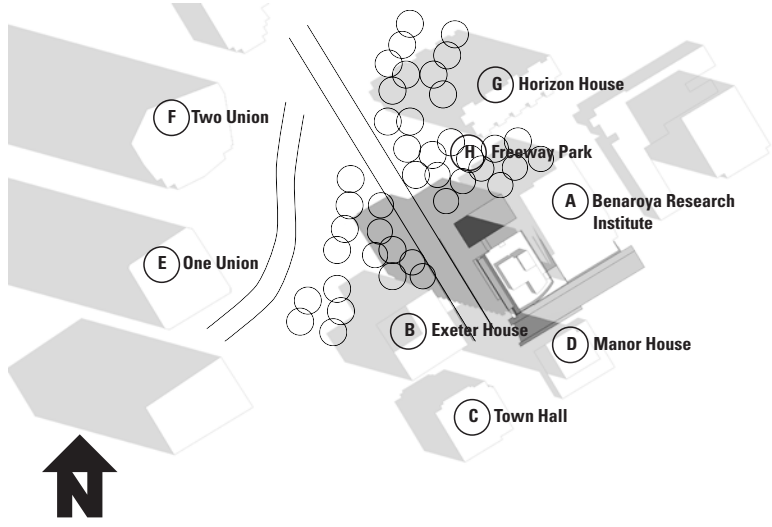 G Horizon House
F Two Union
H Freeway Park
A Benaroya Research
Institute
E One Union
B Exeter House
D Manor House
C Town Hall
N